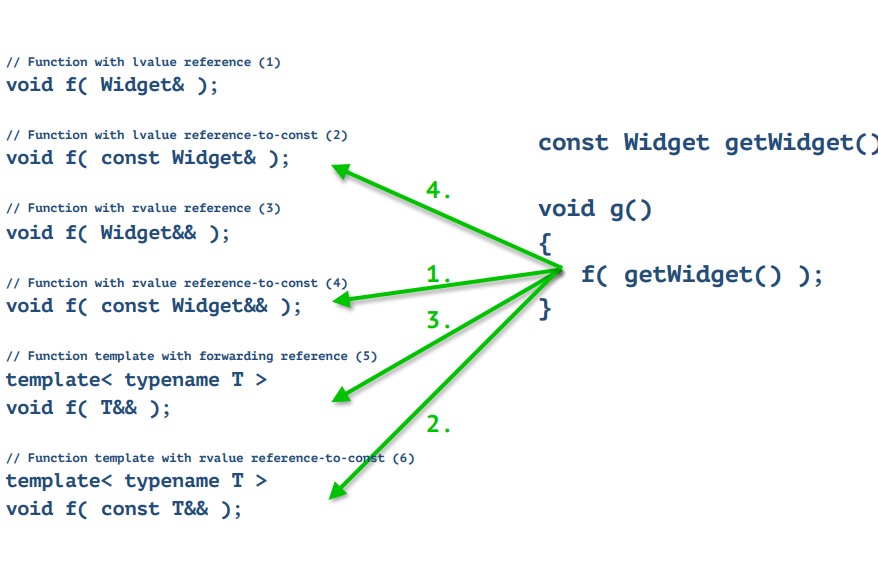 // Function with lvalue reference (1)
void f( Widget& );
// Function with lvalue reference-to-const (2)
void f( const Widget& );
// Function with rvalue reference (3)
void f( Widget&& );
// Function with rvalue reference-to-const (4)
void f( const Widget&& );
// Function template with forwarding reference (5)
template< typename T >
void f( T&& );
// Function template with rvalue reference-to-const (6)
template< typename T >
void f( const T&& );
4.
1.
3.
2.
const Widget getWidget()
void g()
{
f( getWidget() );
}